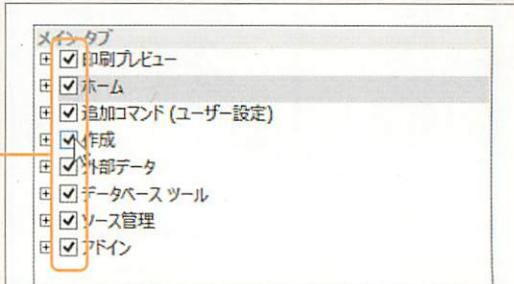 メイン タブ
印刷プレビュー
ホーム
追加コマンド (ユーザー設定)
作成
外部データ
データベース ツール
ソース管理
アドイン